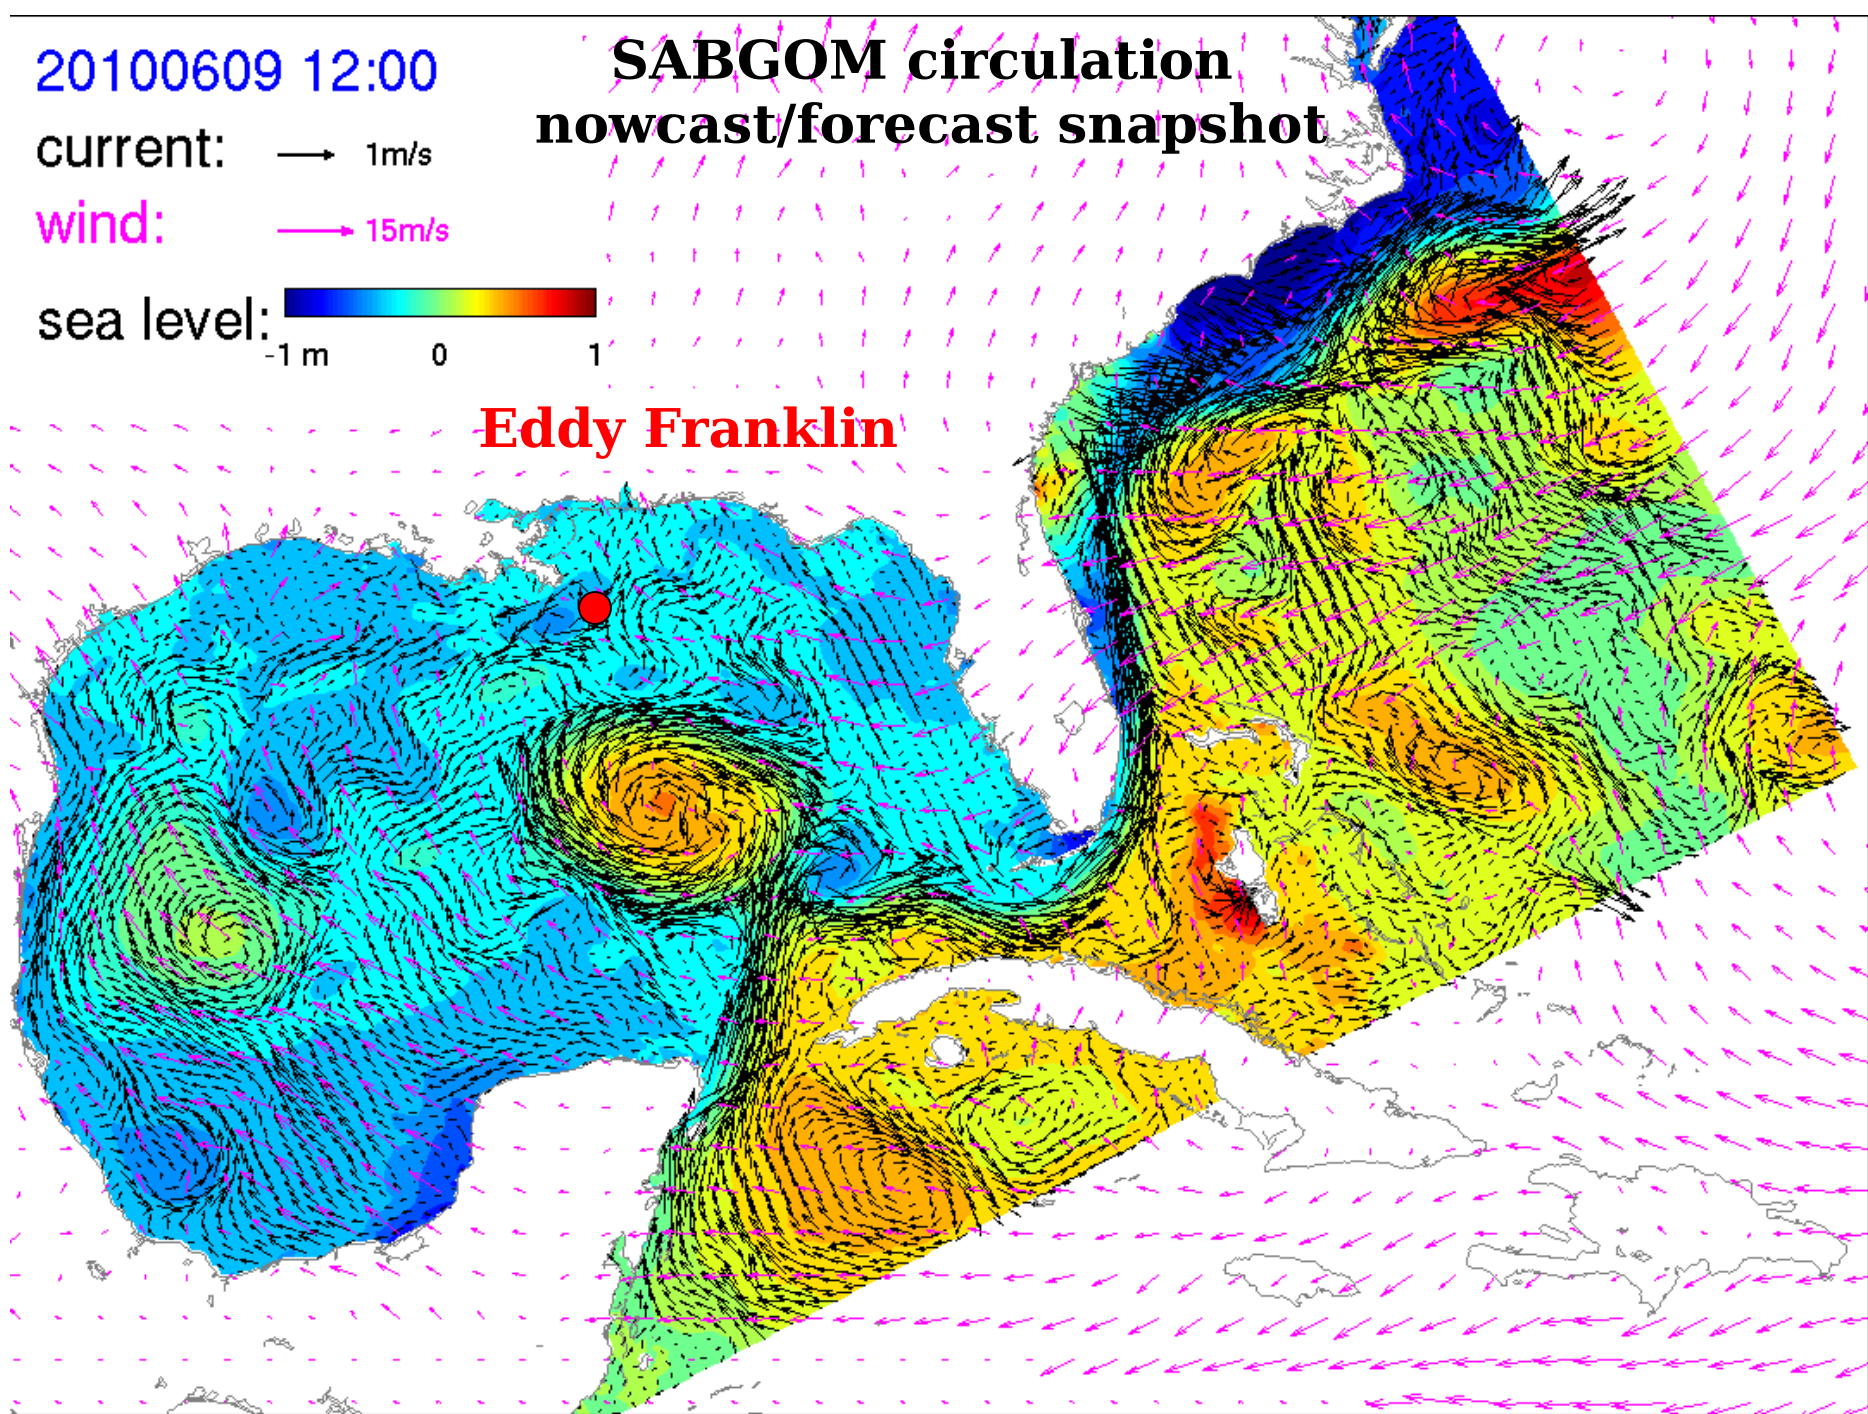 20100609 12:00
SABGOM circulation
nowcast/forecast snapshot
current: 1m/s
wind: 15m/s
sea level:
-1 m 0 1
Eddy Franklin